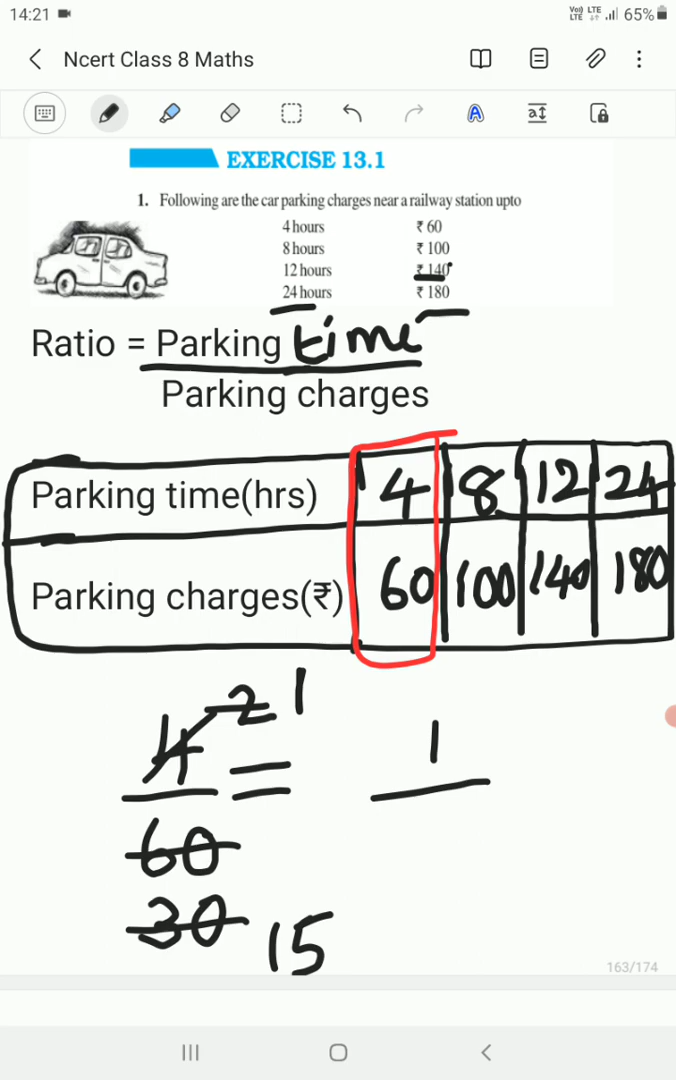 14:21 Vo)) LTE LTE 65%
Ncert Class 8 Maths
EXERCISE 13.1
1. Following are the car parking charges near a railway station upto
4 hours ₹ 60
8 hours ₹ 100
12 hours ₹ 140
24 hours ₹ 180
Ratio = Parking time
Parking charges
Parking time(hrs) 4 8 12 24
Parking charges(₹) 60 100 140 180
4 2 1 = 1
60
30 15
163/174